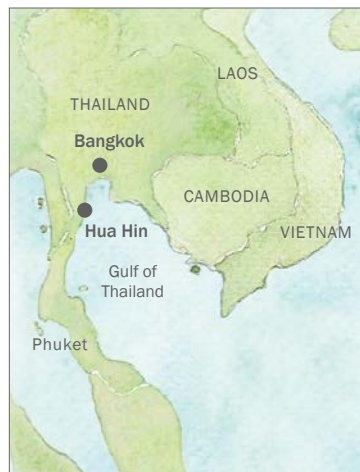 LAOS
THAILAND
Bangkok
CAMBODIA
VIETNAM
Hua Hin
Gulf of
Thailand
Phuket